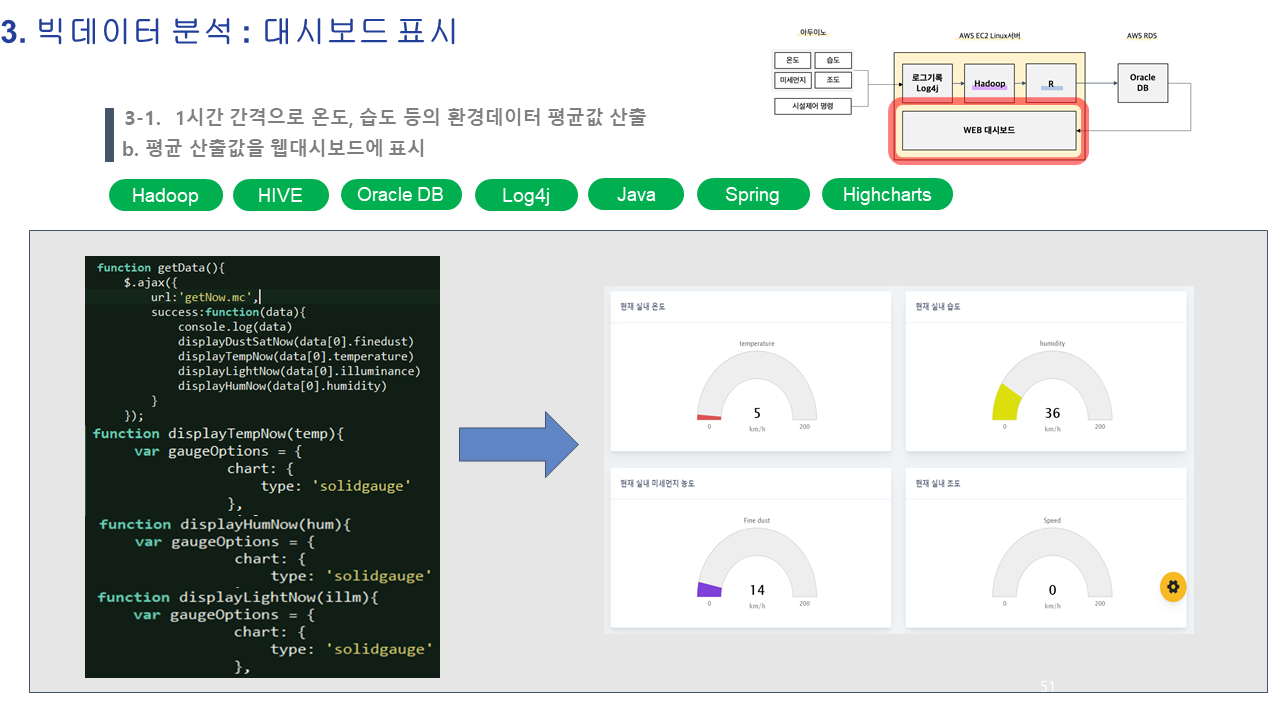 3. 빅데이터 분석 : 대시보드 표시
아두이노
AWS EC2 Linux서버
AWS RDS
온도
습도
미세먼지
조도
시설제어 명령
로그기록
Log4j
Hadoop
R
Oracle
DB
WEB 대시보드
3-1. 1시간 간격으로 온도, 습도 등의 환경데이터 평균값 산출
b. 평균 산출값을 웹대시보드에 표시
Hadoop
HIVE
Oracle DB
Log4j
Java
Spring
Highcharts
function getData(){
$.ajax({
url:'getNow.mc',
success:function(data){
console.log(data)
displayDustSatNow(data[0].finedust)
displayTempNow(data[0].temperature)
displayLightNow(data[0].illuminance)
displayHumNow(data[0].humidity)
}
});
function displayTempNow(temp){
var gaugeOptions = {
chart: {
type: 'solidgauge'
},
function displayHumNow(hum){
var gaugeOptions = {
chart: {
type: 'solidgauge'
function displayLightNow(illm){
var gaugeOptions = {
chart: {
type: 'solidgauge'
},
현재 실내 온도
temperature
5
km/h
0
200
현재 실내 습도
humidity
36
km/h
0
200
현재 실내 미세먼지 농도
Fine dust
14
km/h
0
200
현재 실내 조도
Speed
0
km/h
0
200
51